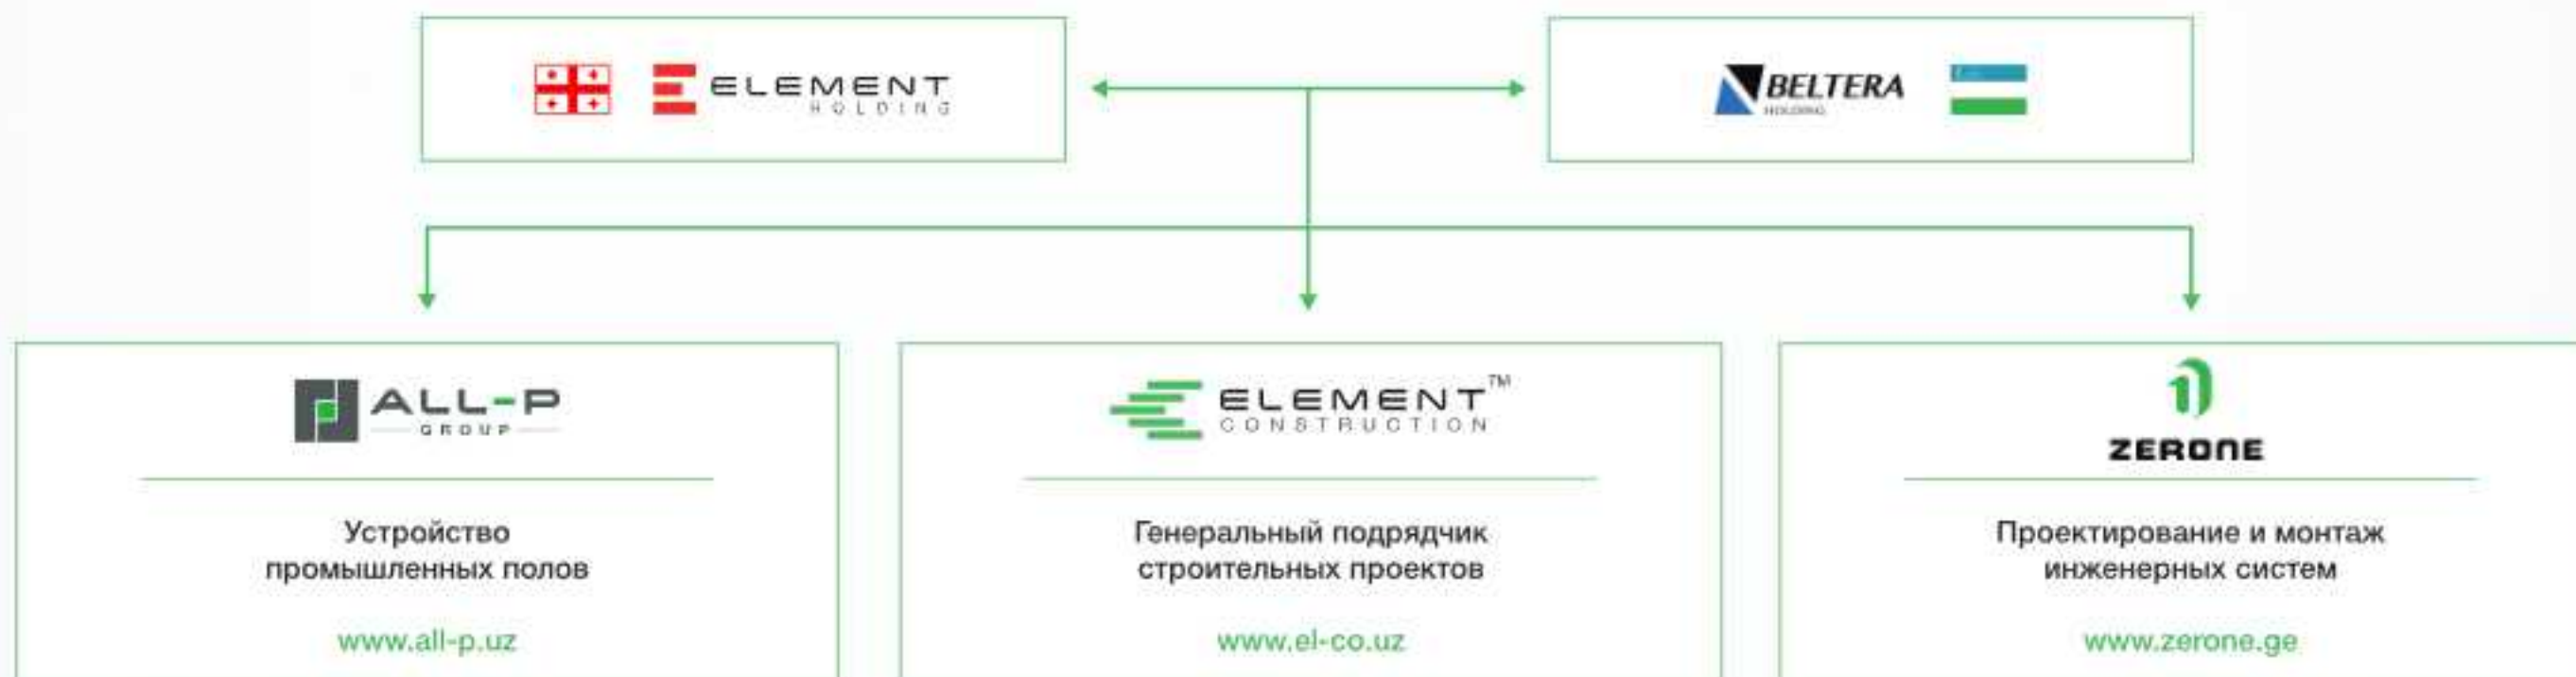 ELEMENT
HOLDING
BELTERA
HOLDING
ALL-P
GROUP
Устройство
промышленных полов
www.all-p.uz
ELEMENT™
CONSTRUCTION
Генеральный подрядчик
строительных проектов
www.el-co.uz
ZERONE
Проектирование и монтаж
инженерных систем
www.zerone.ge